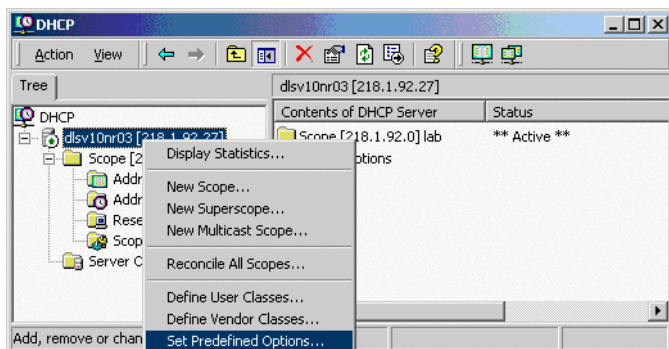 DHCP
Action View
Tree
dlsv10nr03 [218.1.92.27]
DHCP
Contents of DHCP Server Status
dlsv10nr03 [218.1.92.27]
Scope [218.1.92.0] lab ** Active **
Scope [2
ptions
Addr
Addr
Rese
Scop
Server C
Display Statistics...
New Scope...
New Superscope...
New Multicast Scope...
Reconcile All Scopes...
Define User Classes...
Define Vendor Classes...
Set Predefined Options...
Add, remove or chan